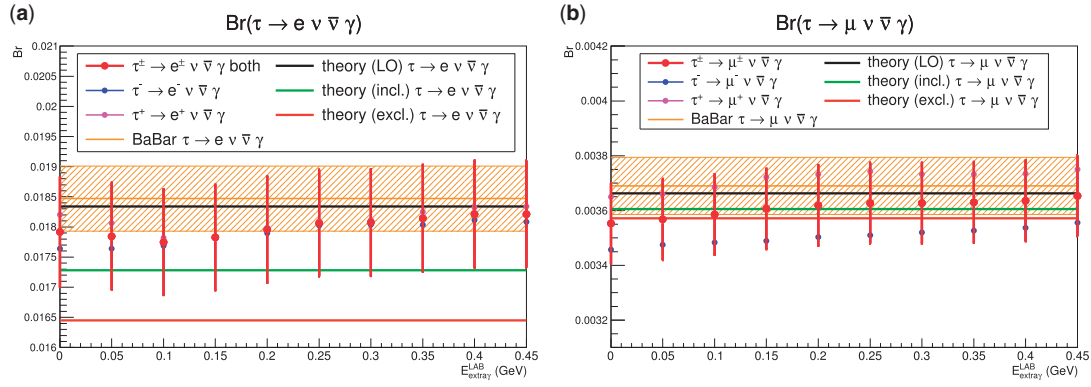 (a)
Br(τ → e ν ν̅ γ)
Br
0.021
0.0205
0.02
0.0195
0.019
0.0185
0.018
0.0175
0.017
0.0165
0.016
τ± → e± ν ν̅ γ both
τ- → e- ν ν̅ γ
τ+ → e+ ν ν̅ γ
BaBar τ → e ν ν̅ γ
theory (LO) τ → e ν ν̅ γ
theory (incl.) τ → e ν ν̅ γ
theory (excl.) τ → e ν ν̅ γ
0 0.05 0.1 0.15 0.2 0.25 0.3 0.35 0.4 0.45
E^LAB_extraγ (GeV)
(b)
Br(τ → μ ν ν̅ γ)
Br
0.0042
0.004
0.0038
0.0036
0.0034
0.0032
τ± → μ± ν ν̅ γ
τ- → μ- ν ν̅ γ
τ+ → μ+ ν ν̅ γ
BaBar τ → μ ν ν̅ γ
theory (LO) τ → μ ν ν̅ γ
theory (incl.) τ → μ ν ν̅ γ
theory (excl.) τ → μ ν ν̅ γ
0 0.05 0.1 0.15 0.2 0.25 0.3 0.35 0.4 0.45
E^LAB_extraγ (GeV)